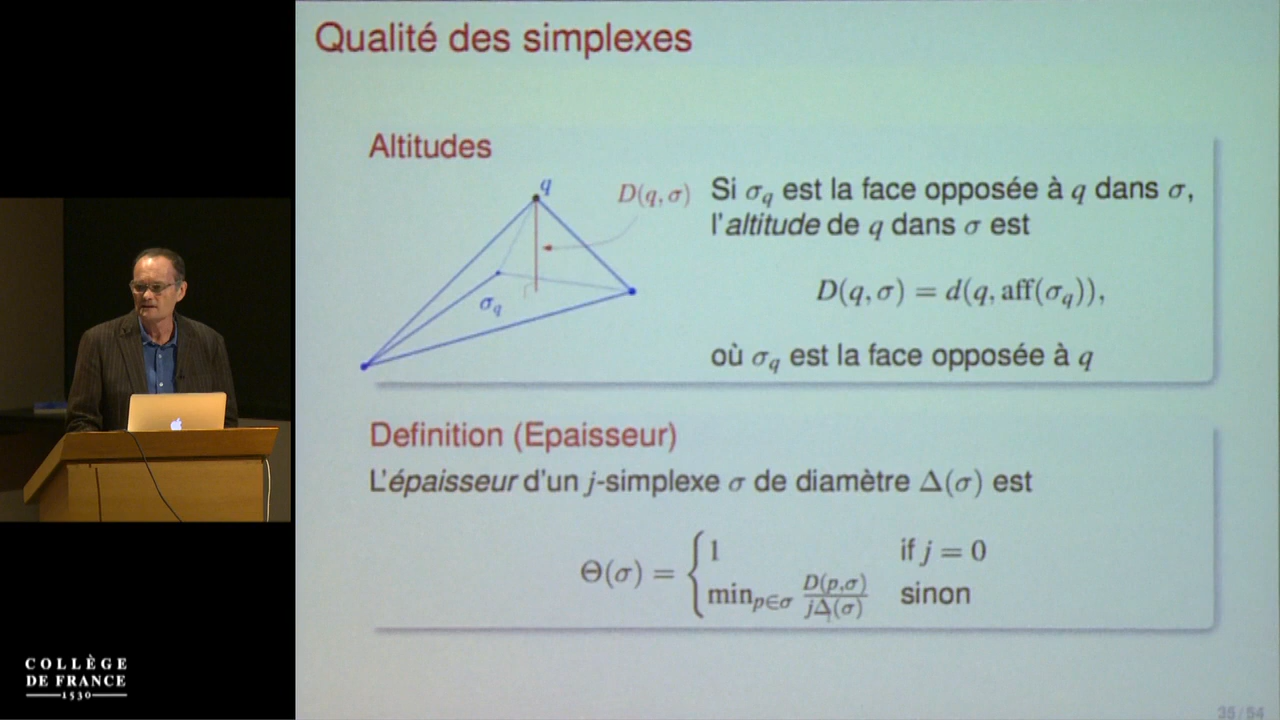 Qualité des simplexes
Altitudes
q
D(q, σ)
σ_q
Si σ_q est la face opposée à q dans σ,
l'altitude de q dans σ est
D(q, σ) = d(q, aff(σ_q)),
où σ_q est la face opposée à q
Definition (Epaisseur)
L'épaisseur d'un j-simplexe σ de diamètre Δ(σ) est
Θ(σ) = { 1 if j = 0
min_{p∈σ} D(p,σ) / jΔ(σ) sinon
COLLÈGE
DE FRANCE
1530
35 / 54